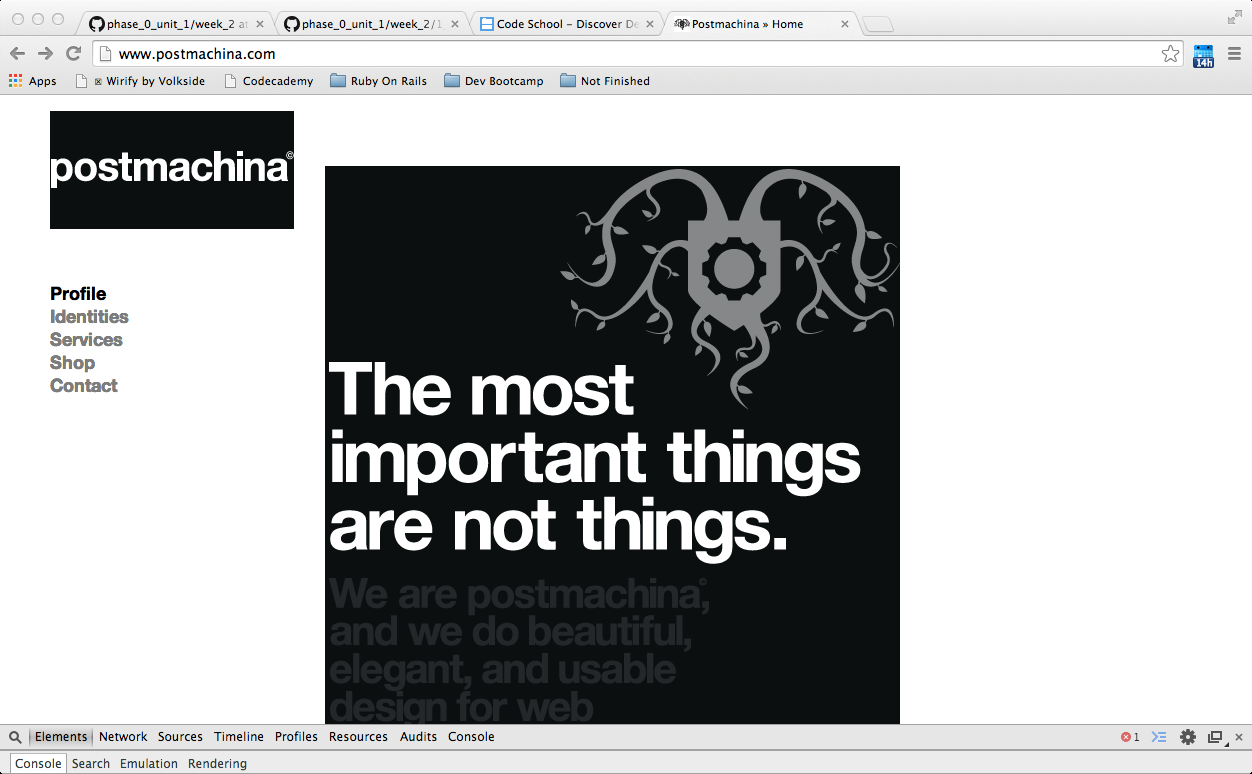 phase_0_unit_1/week_2 at
phase_0_unit_1/week_2/1_
Code School - Discover De
Postmachina » Home
www.postmachina.com
14h
Apps
Wirify by Volkside
Codecademy
Ruby On Rails
Dev Bootcamp
Not Finished
postmachina©
Profile
Identities
Services
Shop
Contact
The most
important things
are not things.
We are postmachina©,
and we do beautiful,
elegant, and usable
design for web
Elements Network Sources Timeline Profiles Resources Audits Console
1
Console Search Emulation Rendering